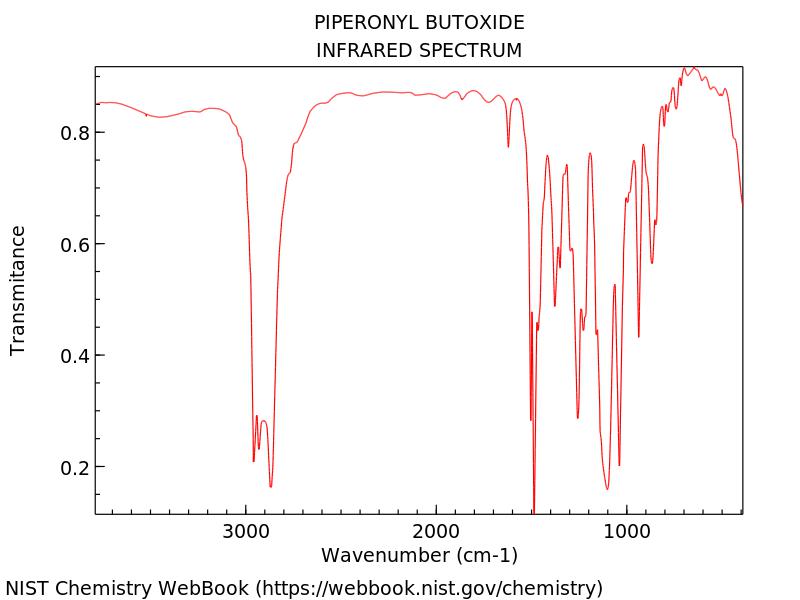 PIPERONYL BUTOXIDE
INFRARED SPECTRUM
0.8
0.6
0.4
0.2
Transmitance
3000 2000 1000
Wavenumber (cm-1)
NIST Chemistry WebBook (https://webbook.nist.gov/chemistry)